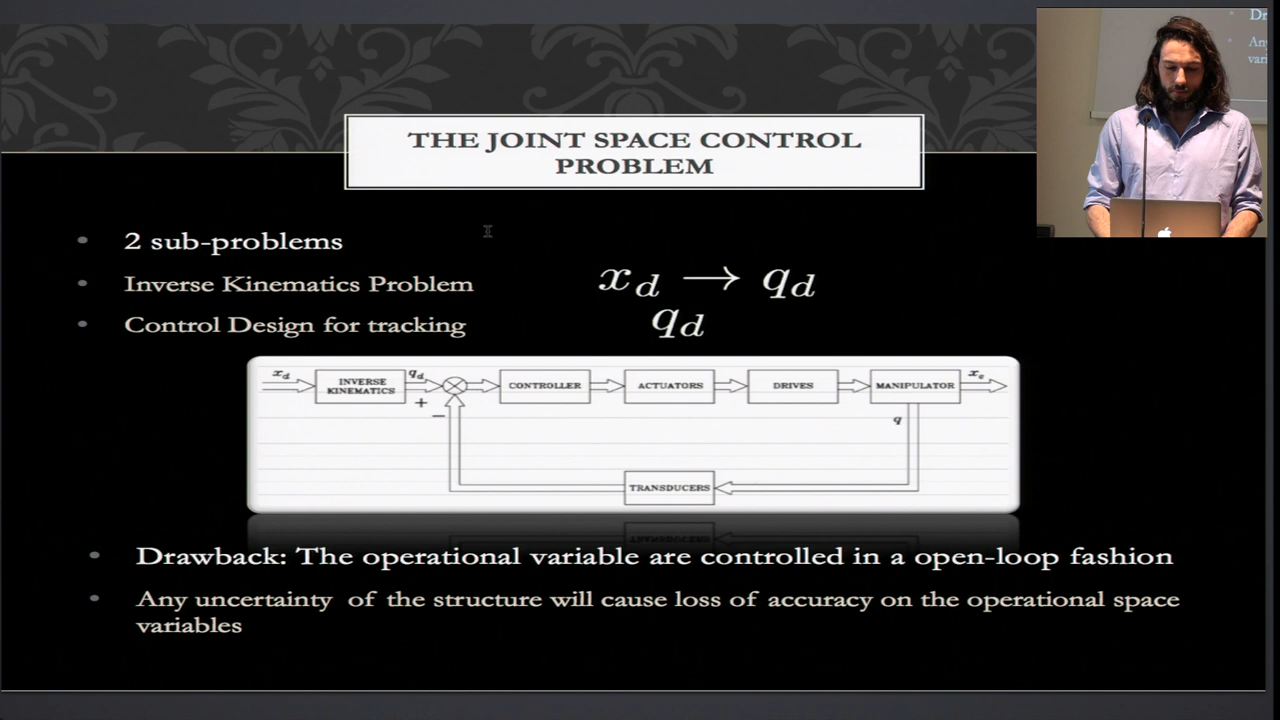 THE JOINT SPACE CONTROL
PROBLEM
2 sub-problems
Inverse Kinematics Problem
Control Design for tracking
x_d → q_d
q_d
x_d
INVERSE
KINEMATICS
q_d
+
−
CONTROLLER
ACTUATORS
DRIVES
MANIPULATOR
x_e
q
TRANSDUCERS
Drawback: The operational variable are controlled in a open-loop fashion
Any uncertainty of the structure will cause loss of accuracy on the operational space
variables